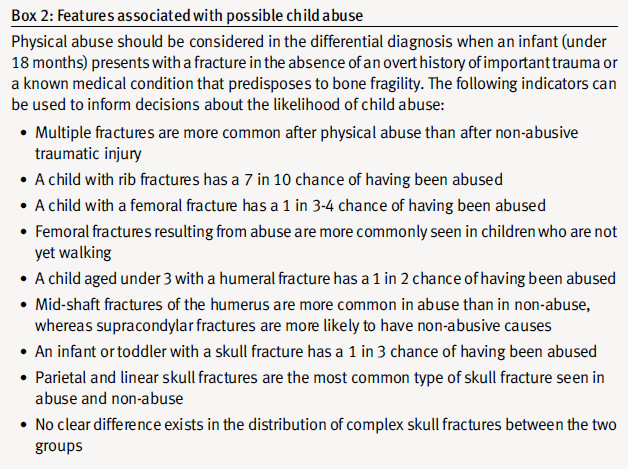 Box 2: Features associated with possible child abuse
Physical abuse should be considered in the differential diagnosis when an infant (under
18 months) presents with a fracture in the absence of an overt history of important trauma or
a known medical condition that predisposes to bone fragility. The following indicators can
be used to inform decisions about the likelihood of child abuse:
• Multiple fractures are more common after physical abuse than after non-abusive
traumatic injury
• A child with rib fractures has a 7 in 10 chance of having been abused
• A child with a femoral fracture has a 1 in 3-4 chance of having been abused
• Femoral fractures resulting from abuse are more commonly seen in children who are not
yet walking
• A child aged under 3 with a humeral fracture has a 1 in 2 chance of having been abused
• Mid-shaft fractures of the humerus are more common in abuse than in non-abuse,
whereas supracondylar fractures are more likely to have non-abusive causes
• An infant or toddler with a skull fracture has a 1 in 3 chance of having been abused
• Parietal and linear skull fractures are the most common type of skull fracture seen in
abuse and non-abuse
• No clear difference exists in the distribution of complex skull fractures between the two
groups